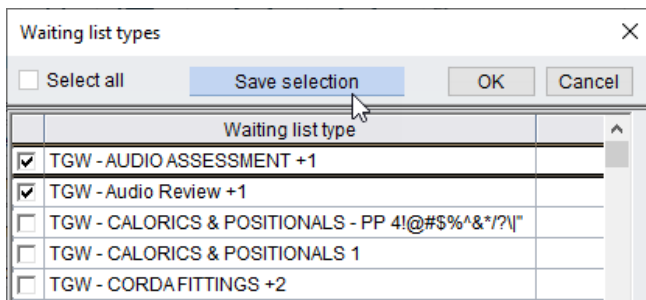 Waiting list types
Select all Save selection OK Cancel
Waiting list type
TGW - AUDIO ASSESSMENT +1
TGW - Audio Review +1
TGW - CALORICS & POSITIONALS - PP 4!@#$%^&*/?\|"
TGW - CALORICS & POSITIONALS 1
TGW - CORDA FITTINGS +2